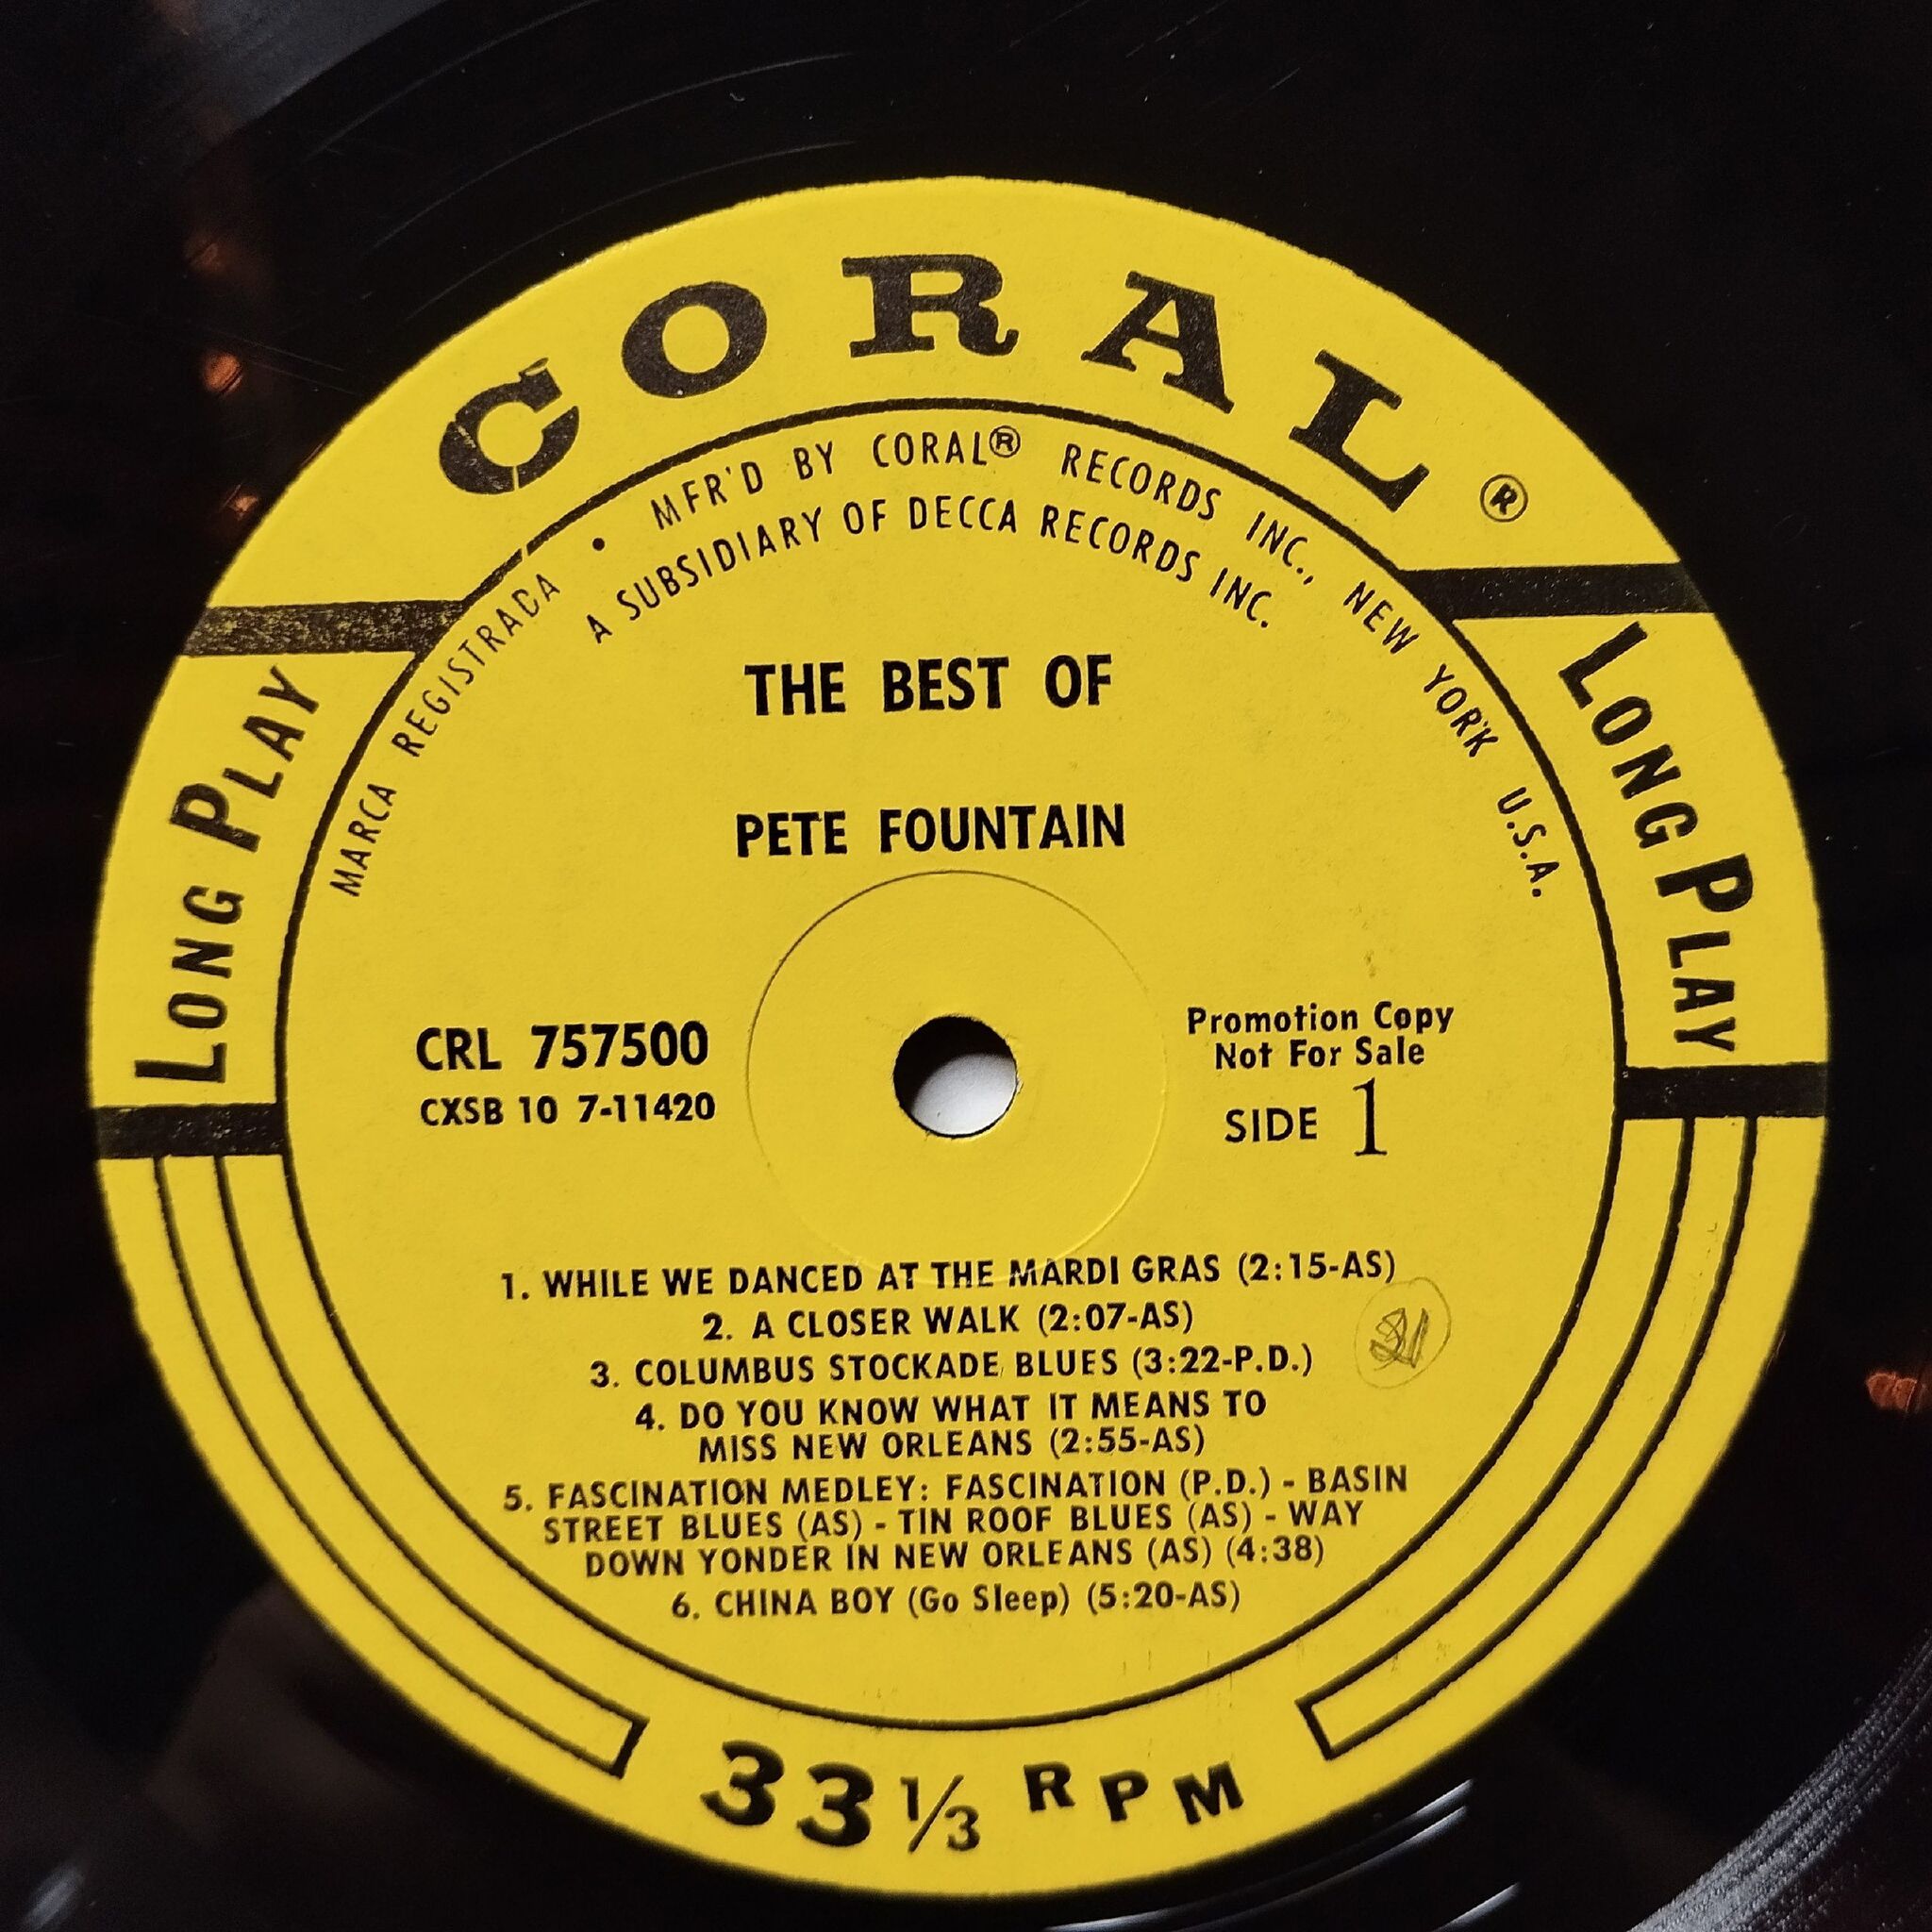 CORAL®
MARCA REGISTRADA • MFR'D BY CORAL® RECORDS INC., NEW YORK U.S.A.
A SUBSIDIARY OF DECCA RECORDS INC.
LONG PLAY
LONG PLAY
THE BEST OF
PETE FOUNTAIN
CRL 757500
CXSB 10 7-11420
Promotion Copy
Not For Sale
SIDE 1
1. WHILE WE DANCED AT THE MARDI GRAS (2:15-AS)
2. A CLOSER WALK (2:07-AS)
3. COLUMBUS STOCKADE BLUES (3:22-P.D.)
4. DO YOU KNOW WHAT IT MEANS TO
MISS NEW ORLEANS (2:55-AS)
5. FASCINATION MEDLEY: FASCINATION (P.D.) - BASIN
STREET BLUES (AS) - TIN ROOF BLUES (AS) - WAY
DOWN YONDER IN NEW ORLEANS (AS) (4:38)
6. CHINA BOY (Go Sleep) (5:20-AS)
33 1/3 RPM